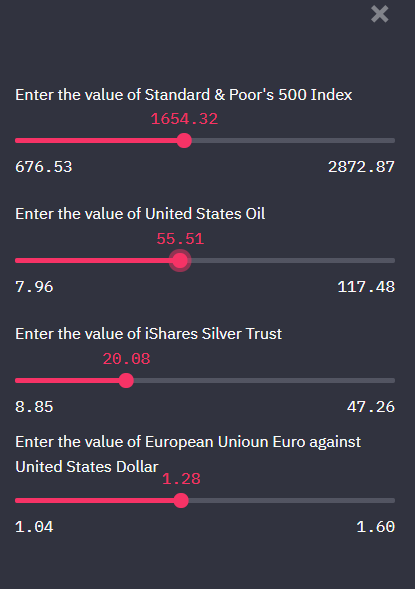 Enter the value of Standard & Poor's 500 Index
1654.32
676.53 2872.87
Enter the value of United States Oil
55.51
7.96 117.48
Enter the value of iShares Silver Trust
20.08
8.85 47.26
Enter the value of European Unioun Euro against
United States Dollar
1.28
1.04 1.60